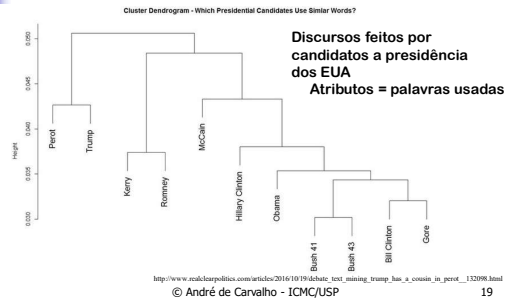 Cluster Dendrogram - Which Presidential Candidates Use Similar Words?
Discursos feitos por
candidatos a presidência
dos EUA
Atributos = palavras usadas
Height
0.050
0.045
0.040
0.035
0.030
Perot
Trump
Kerry
Romney
McCain
Hillary Clinton
Obama
Bush 41
Bush 43
Bill Clinton
Gore
http://www.realclearpolitics.com/articles/2016/10/19/debate_text_mining_trump_has_a_cousin_in_perot__132098.html
© André de Carvalho - ICMC/USP
19